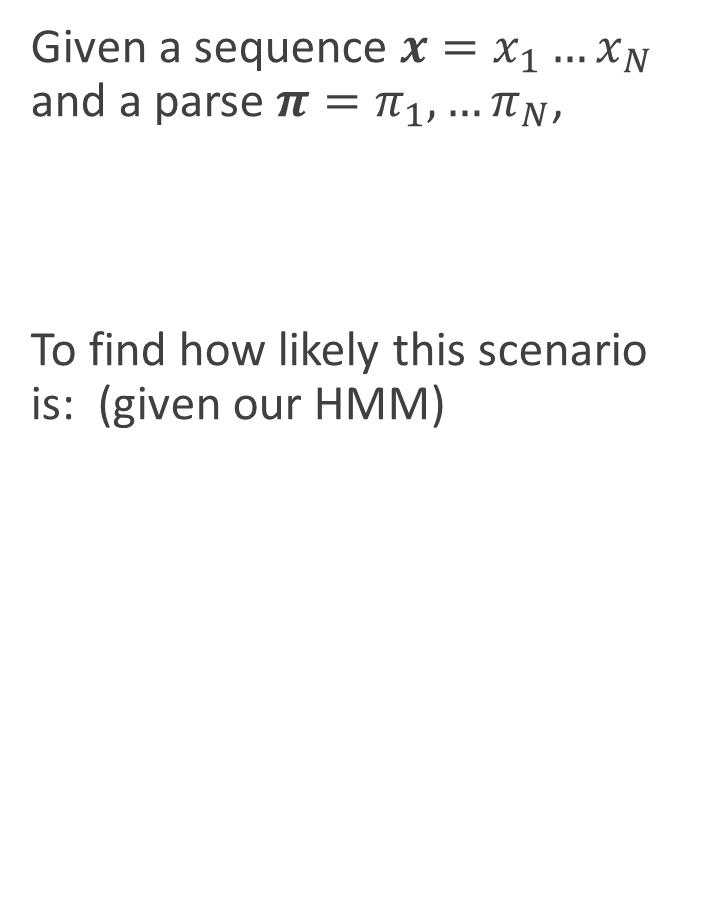 Given a sequence 𝒙 = 𝑥₁ … 𝑥_N
and a parse 𝝅 = 𝜋₁, … 𝜋_N,
To find how likely this scenario
is: (given our HMM)